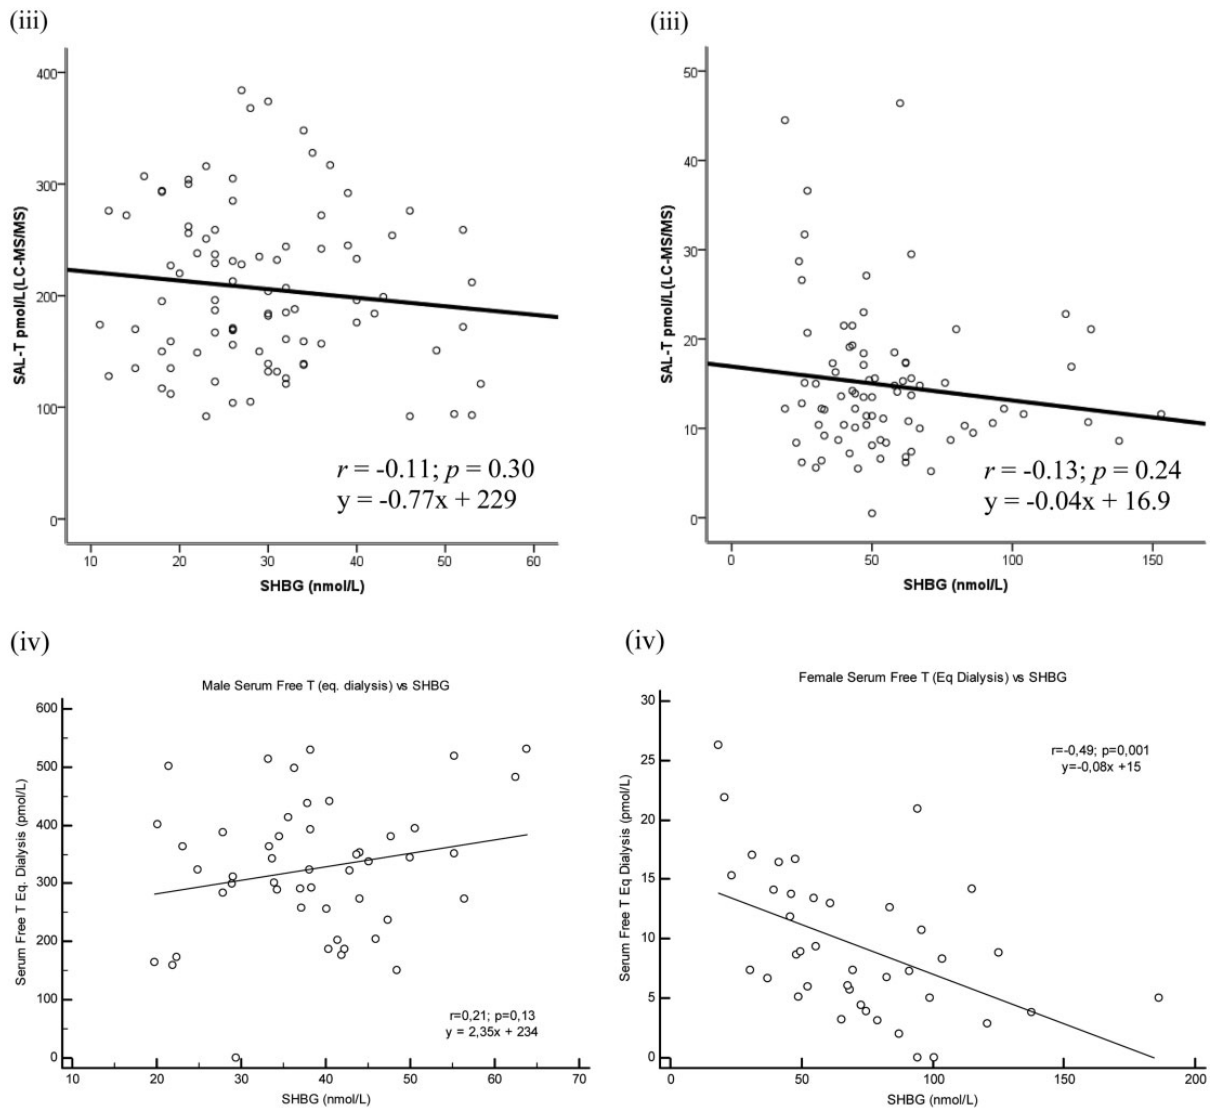 (iii)
400
300
200
100
0
SAL-T pmol/L(LC-MS/MS)
r = -0.11; p = 0.30
y = -0.77x + 229
10 20 30 40 50 60
SHBG (nmol/L)
(iii)
50
40
30
20
10
0
SAL-T pmol/L(LC-MS/MS)
r = -0.13; p = 0.24
y = -0.04x + 16.9
0 50 100 150
SHBG (nmol/L)
(iv)
Male Serum Free T (eq. dialysis) vs SHBG
600
500
400
300
200
100
0
Serum Free T Eq. Dialysis (pmol/L)
r=0,21; p=0,13
y = 2,35x + 234
10 20 30 40 50 60 70
SHBG (nmol/L)
(iv)
Female Serum Free T (Eq Dialysis) vs SHBG
30
25
20
15
10
5
0
Serum Free T Eq Dialysis (pmol/L)
r=-0,49; p=0,001
y=-0,08x +15
0 50 100 150 200
SHBG (nmol/L)